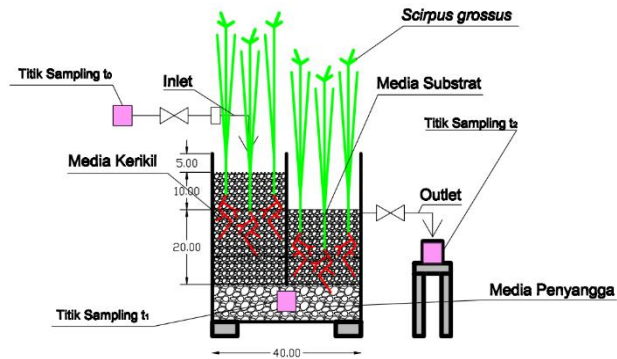 Scirpus grossus
Titik Sampling t0
Inlet
Media Substrat
Titik Sampling t2
Media Kerikil
5.00
10.00
20.00
Outlet
Titik Sampling t1
Media Penyangga
40.00